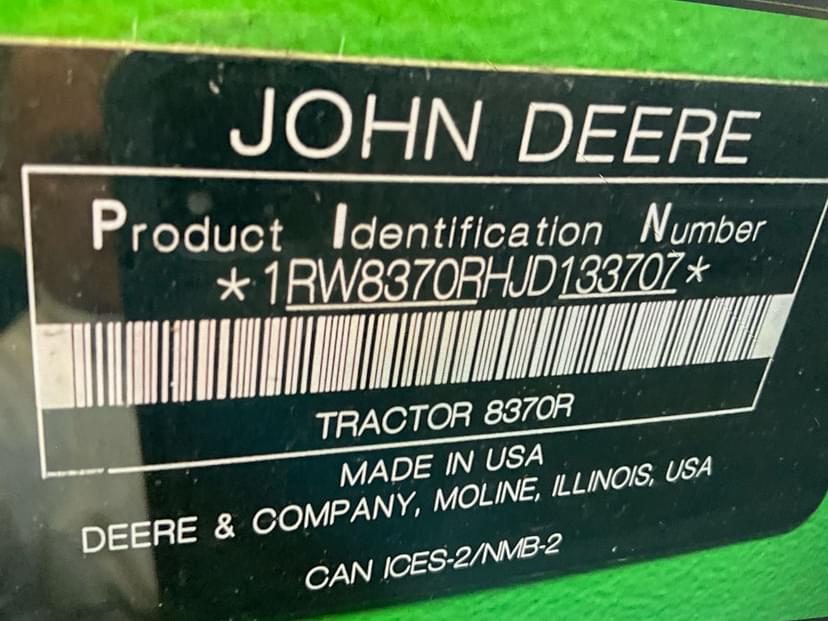 JOHN DEERE
Product Identification Number
*1RW8370RHJD133707*
TRACTOR 8370R
MADE IN USA
DEERE & COMPANY, MOLINE, ILLINOIS, USA
CAN ICES-2/NMB-2